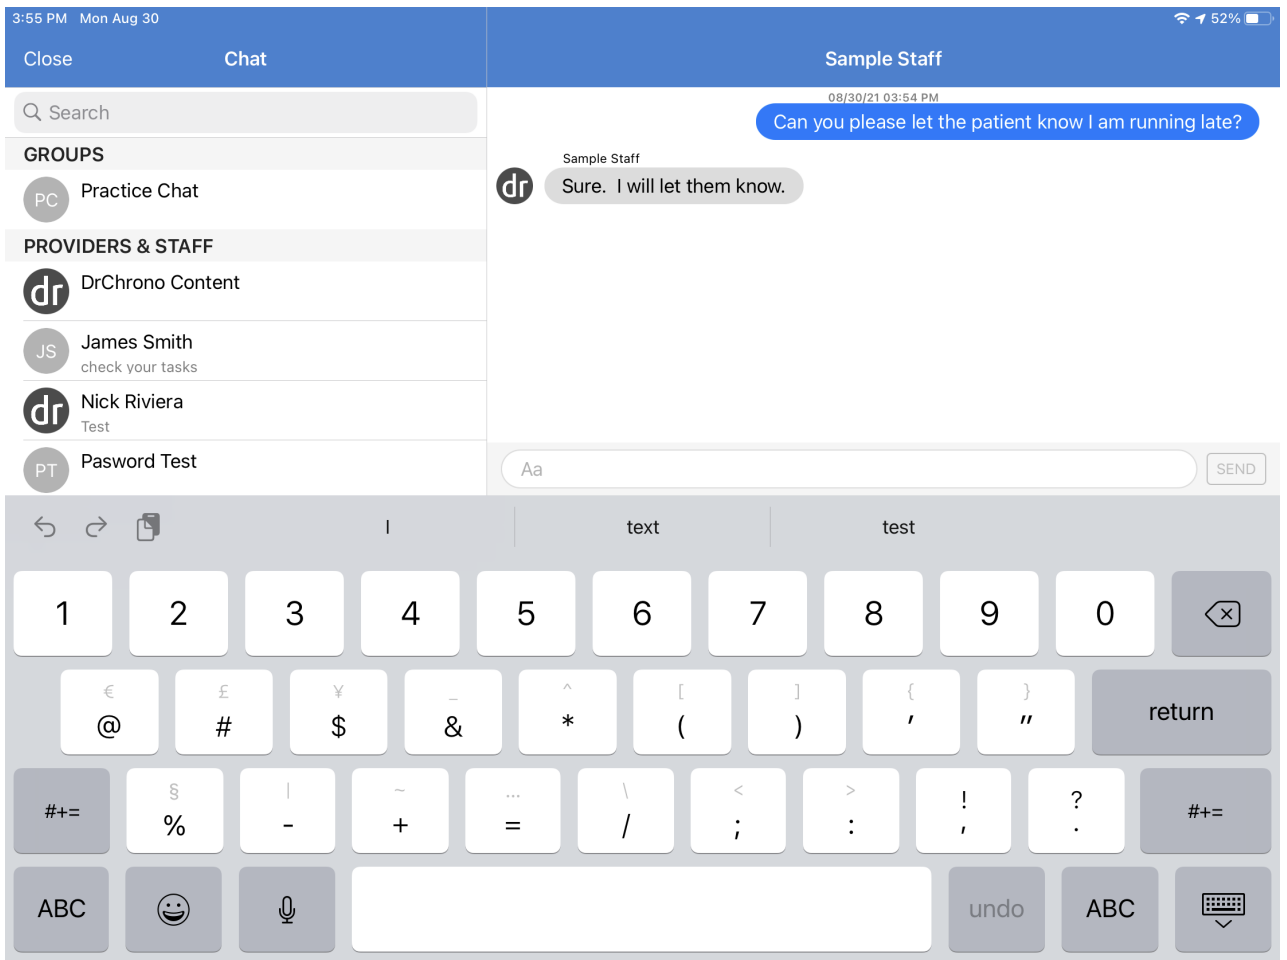 3:55 PM Mon Aug 30
52%
Close
Chat
Sample Staff
Search
GROUPS
PC
Practice Chat
PROVIDERS & STAFF
dr
DrChrono Content
JS
James Smith
check your tasks
dr
Nick Riviera
Test
PT
Pasword Test
08/30/21 03:54 PM
Can you please let the patient know I am running late?
Sample Staff
dr
Sure. I will let them know.
Aa
SEND
I text test
1 2 3 4 5 6 7 8 9 0
€ £ ¥ _ ^ [ ] { }
@ # $ & * ( ) ' "
return
§ | ~ … \ < > ! ?
#+= % - + = / ; : , . #+=
ABC undo ABC